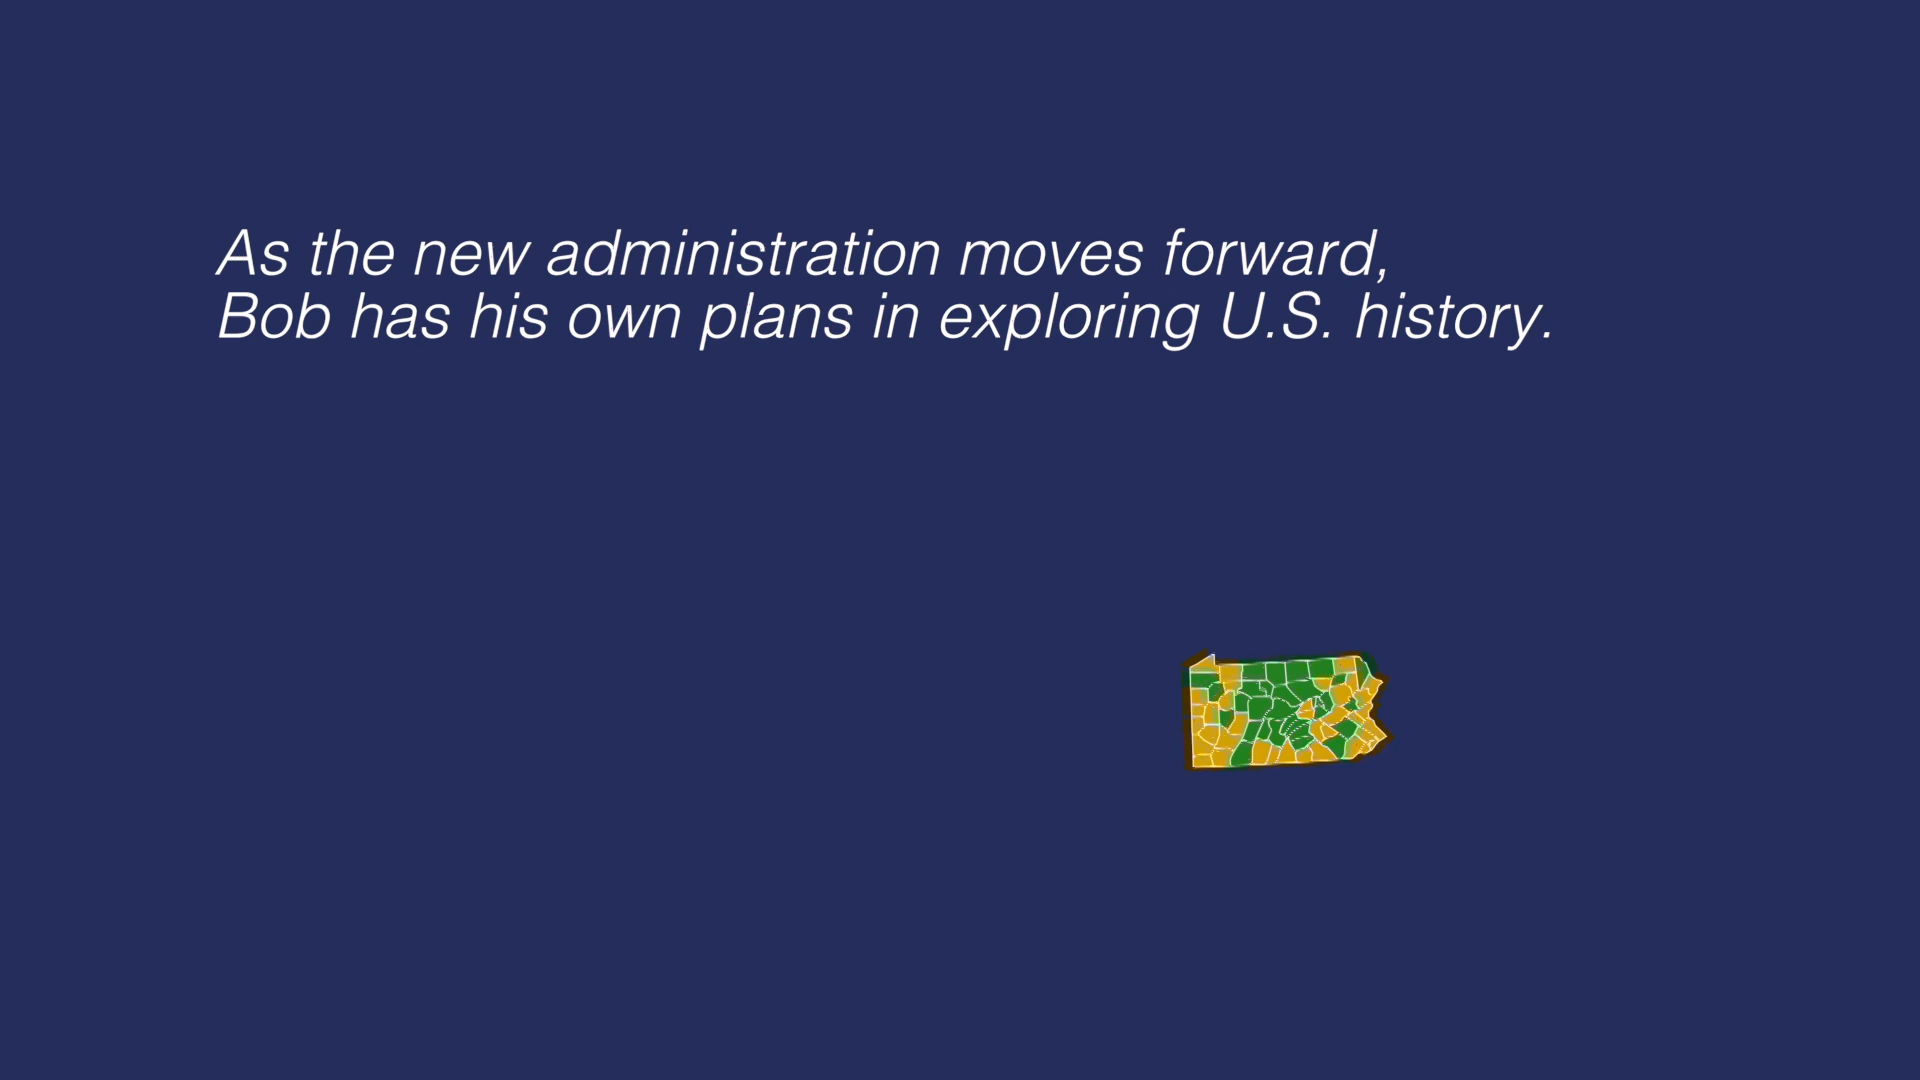 As the new administration moves forward,
Bob has his own plans in exploring U.S. history.